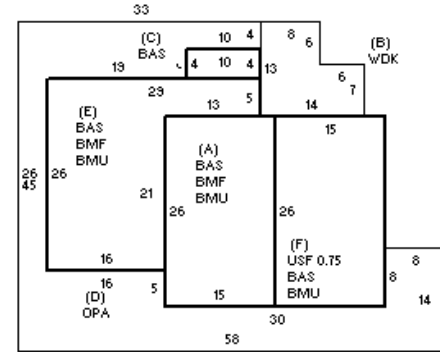 33
(C)
BAS
10
4
8
6
(B)
WDK
19
4
10
4
13
6
7
29
13
5
14
(E)
BAS
BMF
BMU
15
(A)
BAS
BMF
BMU
26
45
26
21
26
26
(F)
USF 0.75
BAS
BMU
16
16
5
(D)
OPA
15
8
8
14
30
58